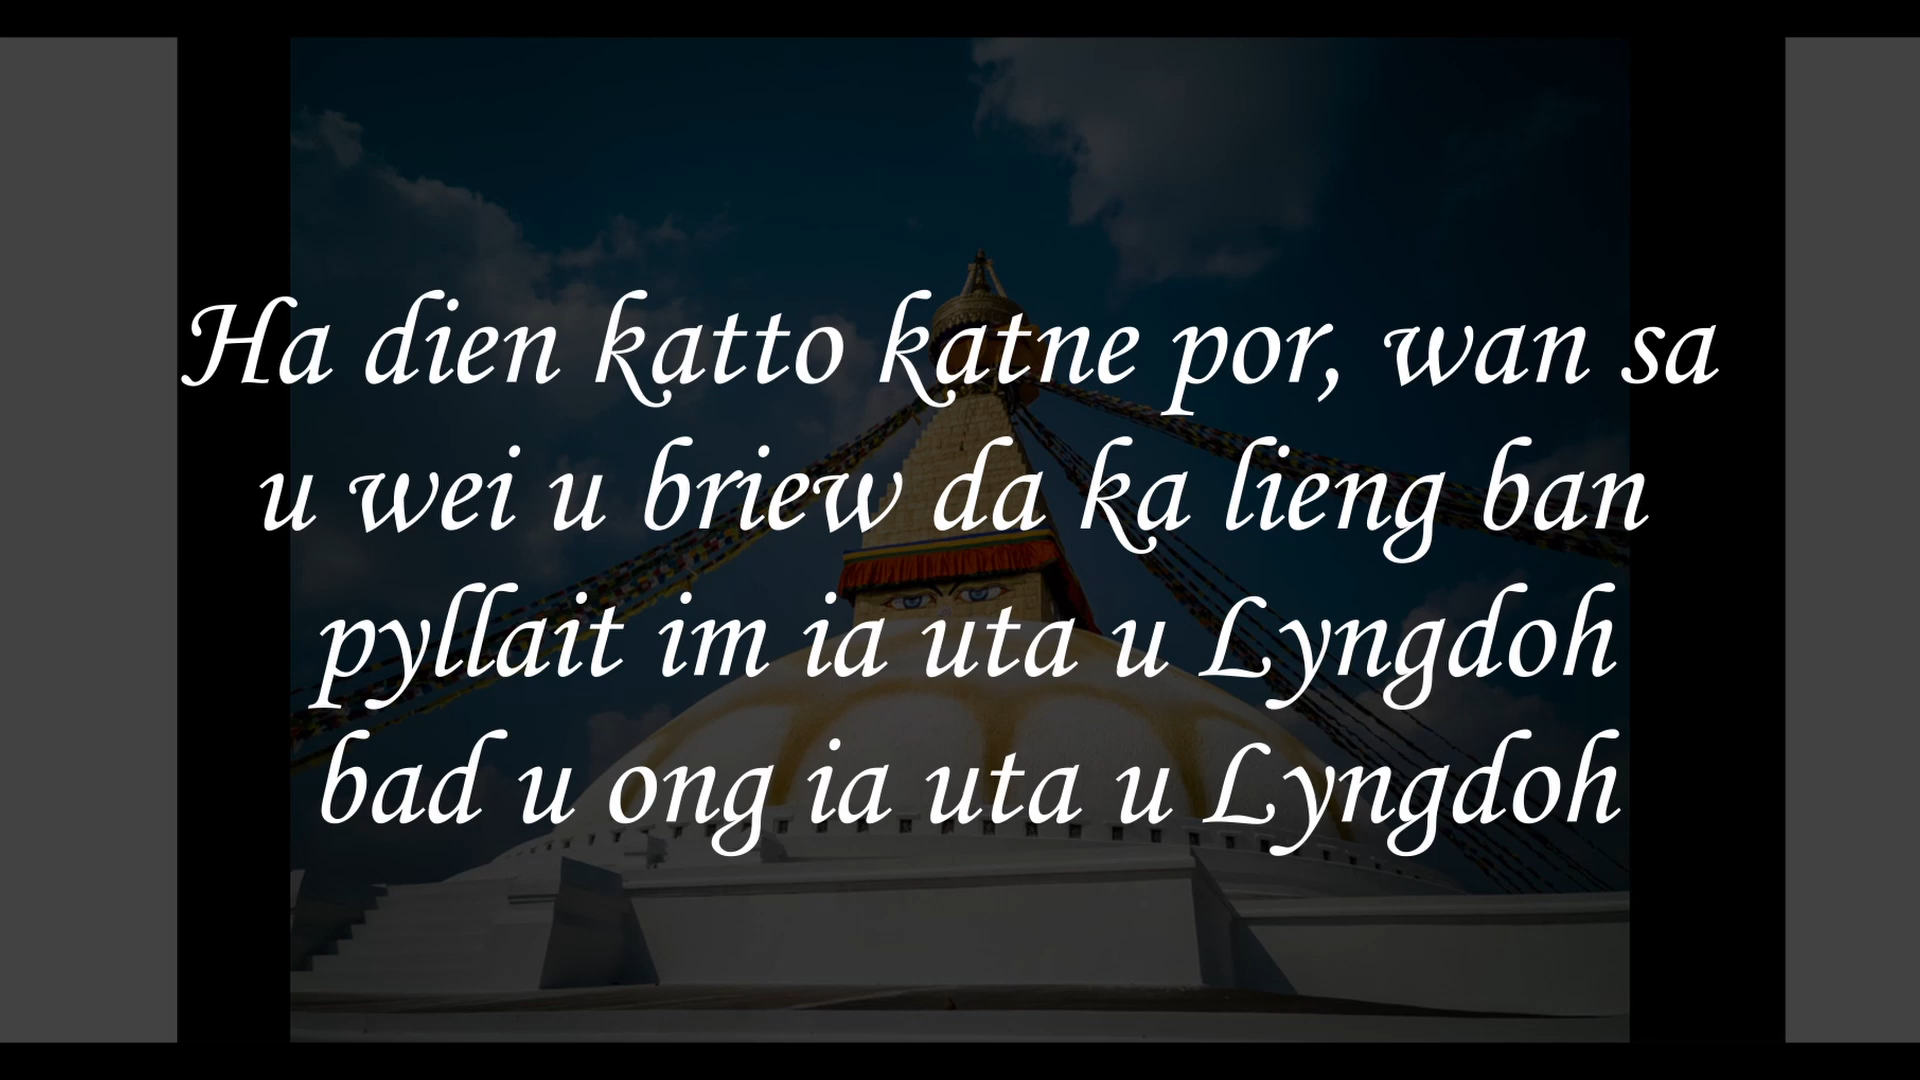 Ha dien katto katne por, wan sa
u wei u briew da ka lieng ban
pyllait im ia uta u Lyngdoh
bad u ong ia uta u Lyngdoh